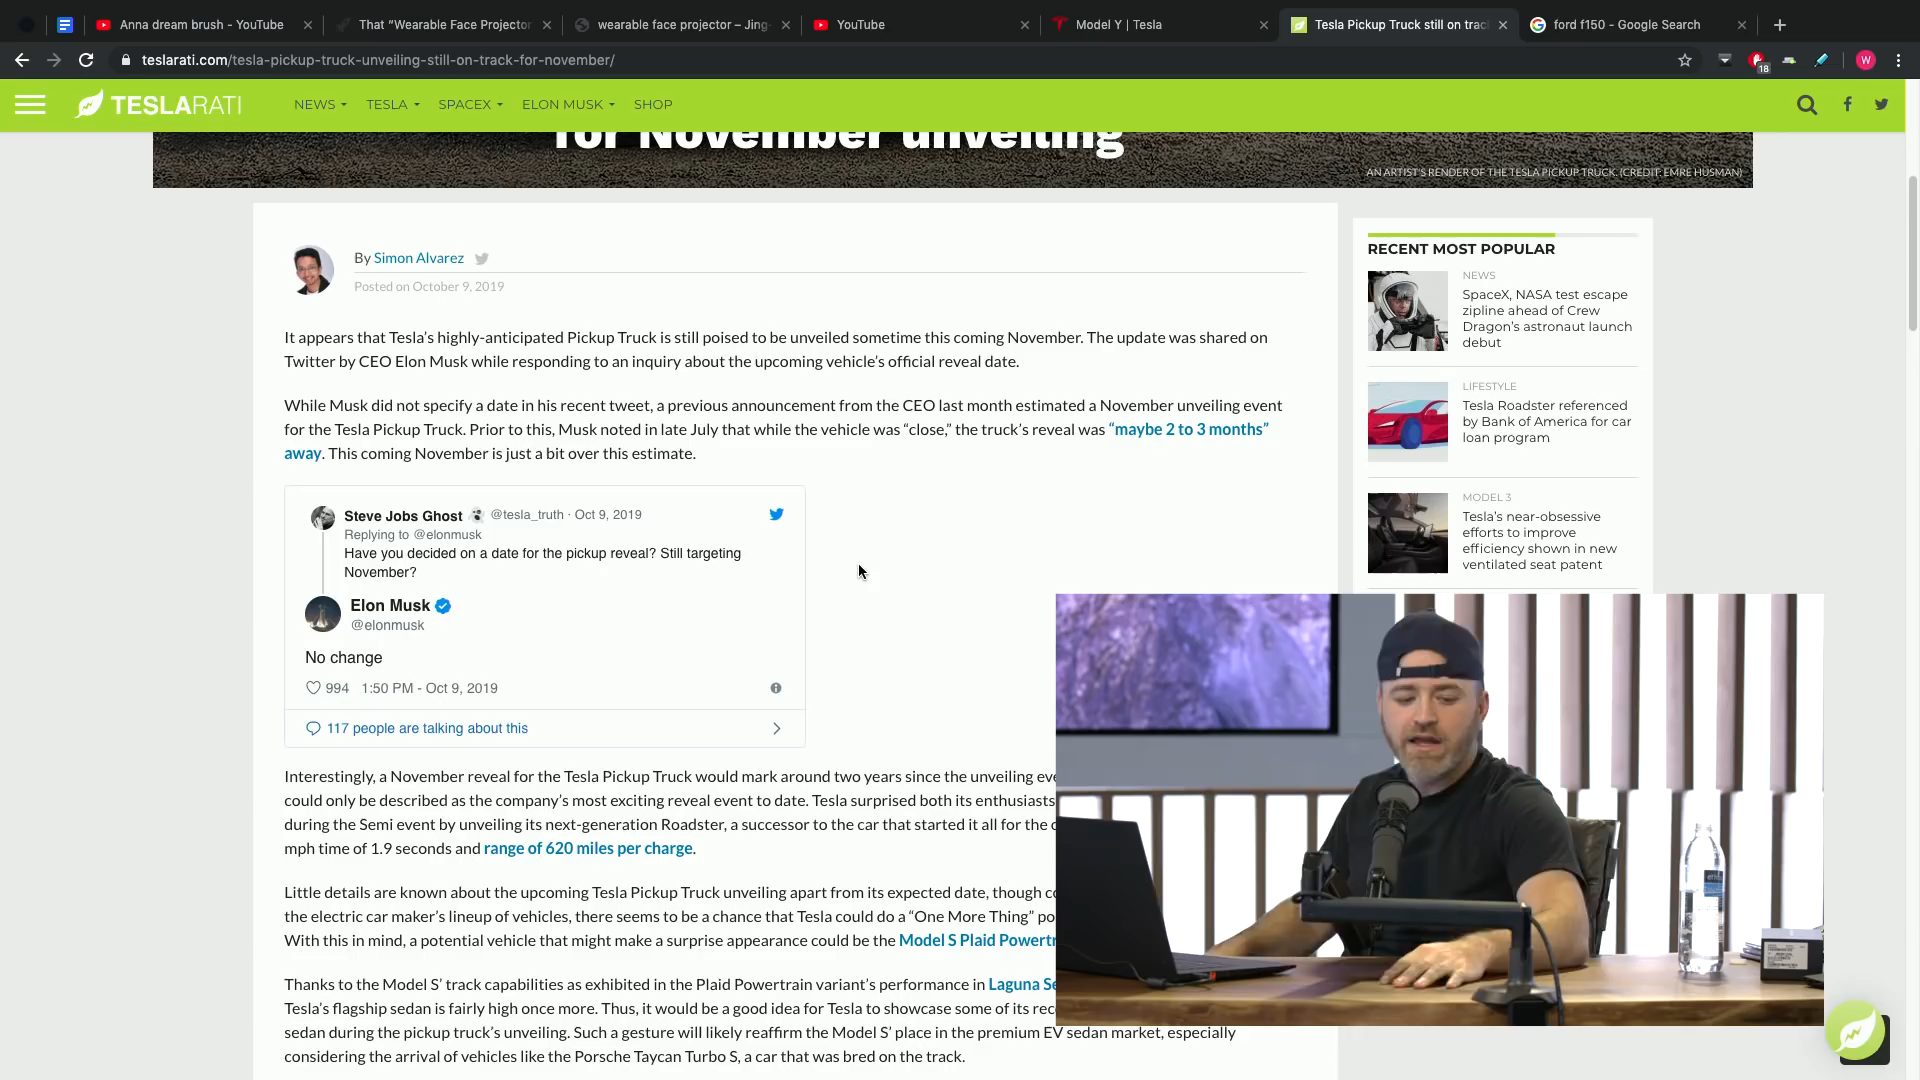 Anna dream brush - YouTube
That "Wearable Face Projector
wearable face projector – Jing-
YouTube
Model Y | Tesla
Tesla Pickup Truck still on trac
ford f150 - Google Search
teslarati.com/tesla-pickup-truck-unveiling-still-on-track-for-november/
18
W
TESLARATI
NEWS
TESLA
SPACEX
ELON MUSK
SHOP
for November unveiling
AN ARTIST'S RENDER OF THE TESLA PICKUP TRUCK. (CREDIT: EMRE HUSMAN)
By Simon Alvarez
Posted on October 9, 2019
It appears that Tesla's highly-anticipated Pickup Truck is still poised to be unveiled sometime this coming November. The update was shared on
Twitter by CEO Elon Musk while responding to an inquiry about the upcoming vehicle's official reveal date.
While Musk did not specify a date in his recent tweet, a previous announcement from the CEO last month estimated a November unveiling event
for the Tesla Pickup Truck. Prior to this, Musk noted in late July that while the vehicle was "close," the truck's reveal was "maybe 2 to 3 months"
away. This coming November is just a bit over this estimate.
Steve Jobs Ghost @tesla_truth · Oct 9, 2019
Replying to @elonmusk
Have you decided on a date for the pickup reveal? Still targeting
November?
Elon Musk
@elonmusk
No change
994 1:50 PM - Oct 9, 2019
117 people are talking about this
Interestingly, a November reveal for the Tesla Pickup Truck would mark around two years since the unveiling eve
could only be described as the company's most exciting reveal event to date. Tesla surprised both its enthusiasts
during the Semi event by unveiling its next-generation Roadster, a successor to the car that started it all for the c
mph time of 1.9 seconds and range of 620 miles per charge.
Little details are known about the upcoming Tesla Pickup Truck unveiling apart from its expected date, though co
the electric car maker's lineup of vehicles, there seems to be a chance that Tesla could do a "One More Thing" po
With this in mind, a potential vehicle that might make a surprise appearance could be the Model S Plaid Powertr
Thanks to the Model S' track capabilities as exhibited in the Plaid Powertrain variant's performance in Laguna Se
Tesla's flagship sedan is fairly high once more. Thus, it would be a good idea for Tesla to showcase some of its rec
sedan during the pickup truck's unveiling. Such a gesture will likely reaffirm the Model S' place in the premium EV sedan market, especially
considering the arrival of vehicles like the Porsche Taycan Turbo S, a car that was bred on the track.
RECENT MOST POPULAR
NEWS
SpaceX, NASA test escape
zipline ahead of Crew
Dragon's astronaut launch
debut
LIFESTYLE
Tesla Roadster referenced
by Bank of America for car
loan program
MODEL 3
Tesla's near-obsessive
efforts to improve
efficiency shown in new
ventilated seat patent